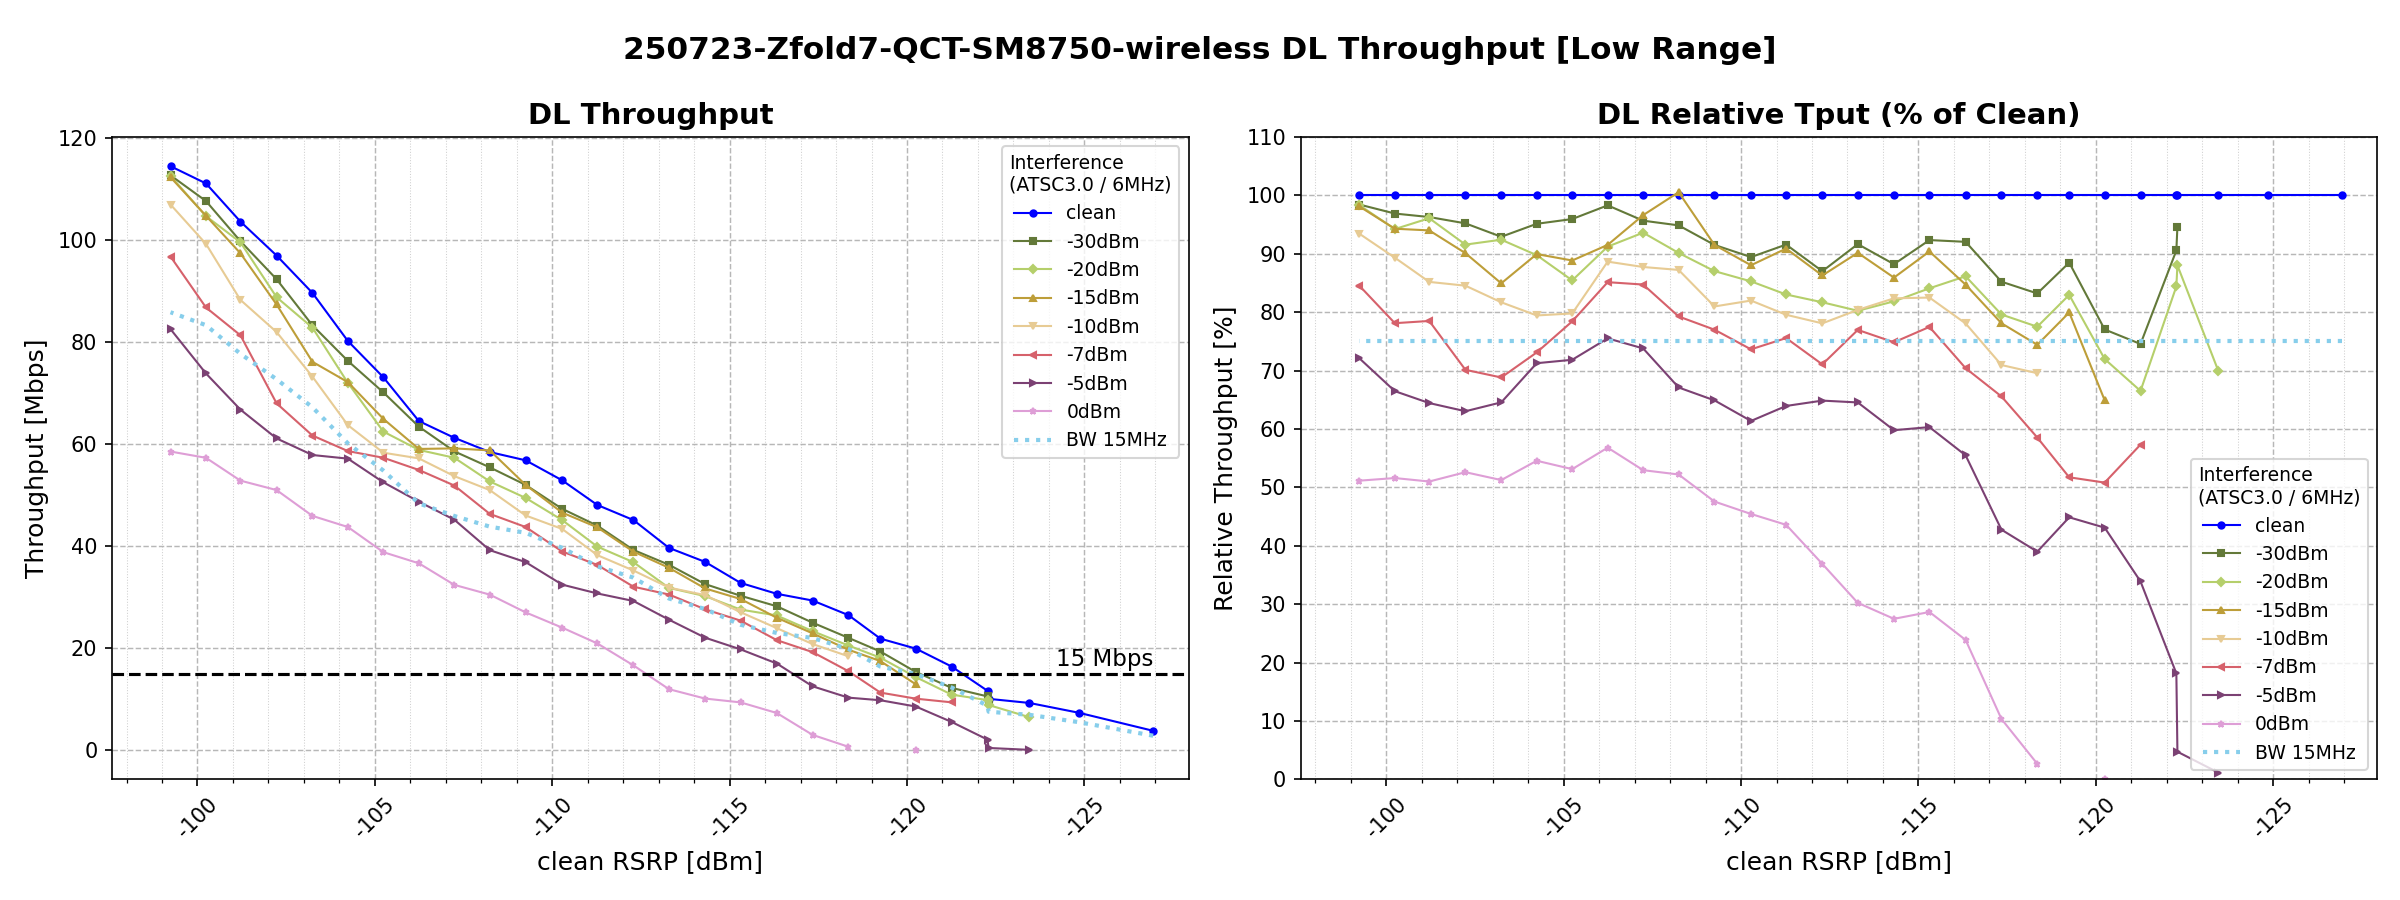 250723-Zfold7-QCT-SM8750-wireless DL Throughput [Low Range]
DL Throughput
Throughput [Mbps]
120
100
80
60
40
20
0
Interference
(ATSC3.0 / 6MHz)
clean
-30dBm
-20dBm
-15dBm
-10dBm
-7dBm
-5dBm
0dBm
BW 15MHz
15 Mbps
-100
-105
-110
-115
-120
-125
clean RSRP [dBm]
DL Relative Tput (% of Clean)
Relative Throughput [%]
110
100
90
80
70
60
50
40
30
20
10
0
Interference
(ATSC3.0 / 6MHz)
clean
-30dBm
-20dBm
-15dBm
-10dBm
-7dBm
-5dBm
0dBm
BW 15MHz
-100
-105
-110
-115
-120
-125
clean RSRP [dBm]